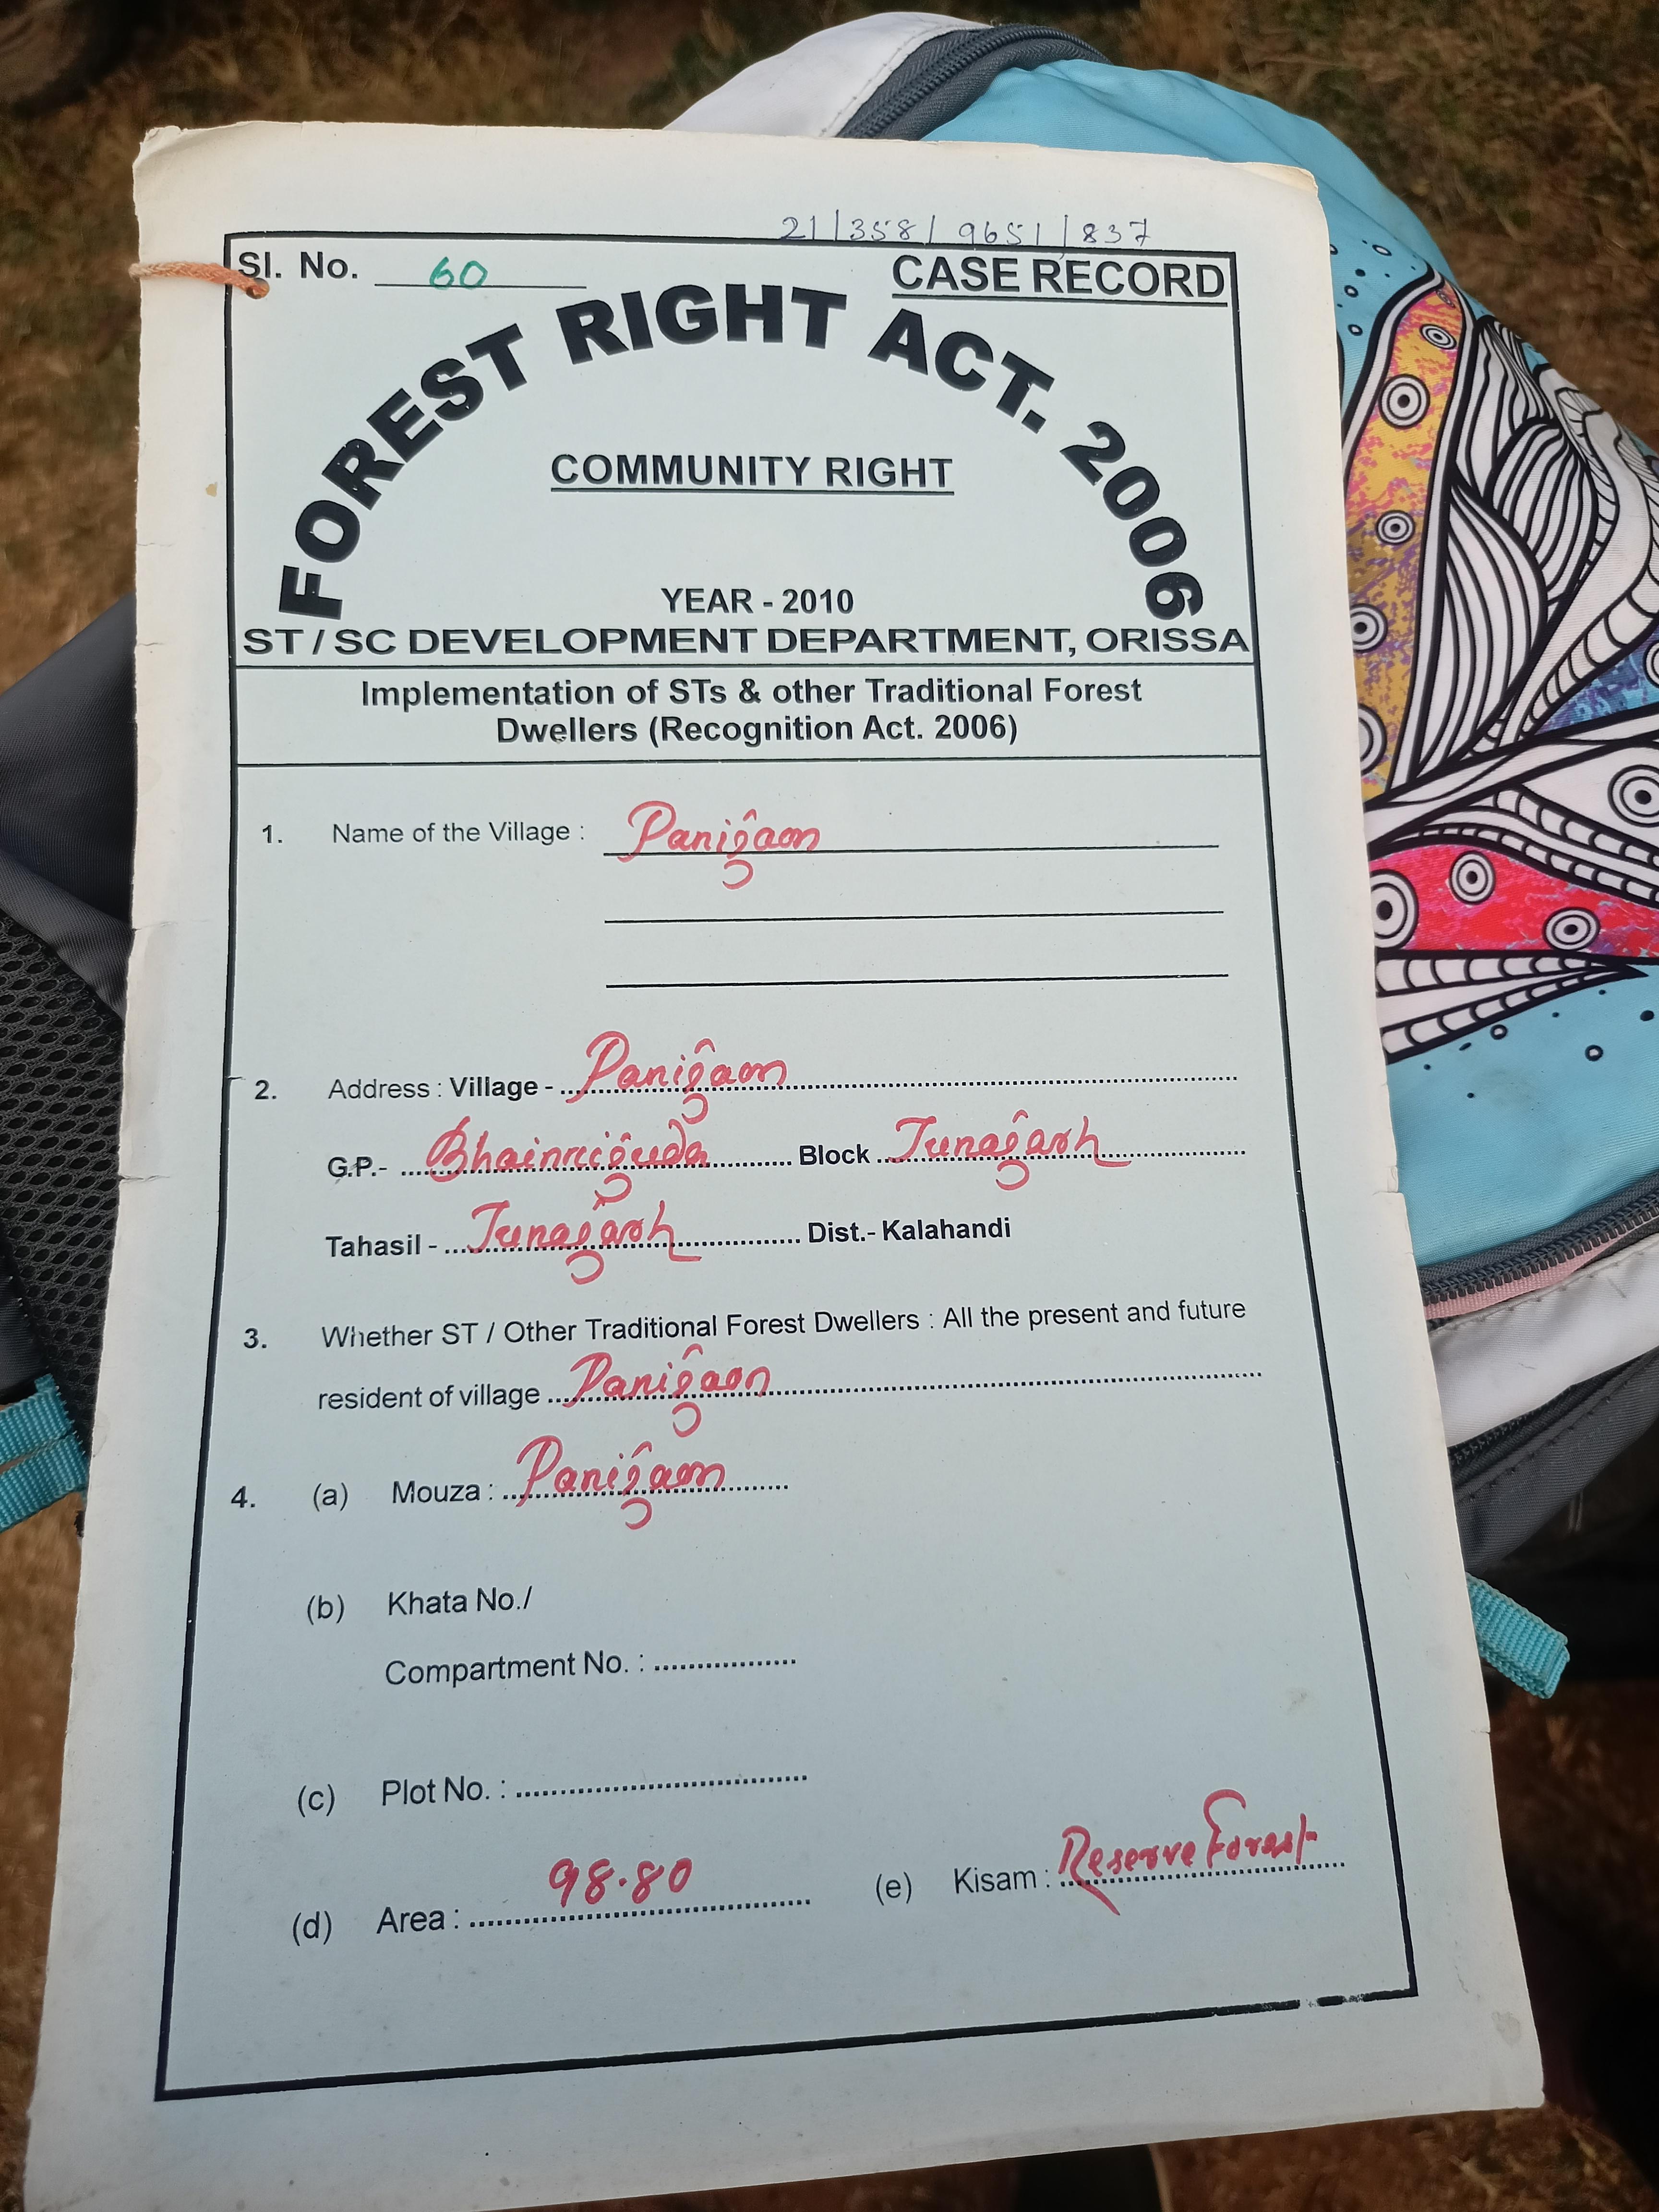 21/358/9651/837
Sl. No. 60
CASE RECORD
FOREST RIGHT ACT. 2006
COMMUNITY RIGHT
YEAR - 2010
ST / SC DEVELOPMENT DEPARTMENT, ORISSA
Implementation of STs & other Traditional Forest
Dwellers (Recognition Act. 2006)
1. Name of the Village : Panigaon
2. Address : Village - Panigaon
G.P.- Bhainriguda Block Junagarh
Tahasil - Junagarh Dist.- Kalahandi
3. Whether ST / Other Traditional Forest Dwellers : All the present and future
resident of village Panigaon
4. (a) Mouza : Panigaon
(b) Khata No./
Compartment No. :
(c) Plot No. :
(d) Area : 98.80 (e) Kisam : Reserve Forest